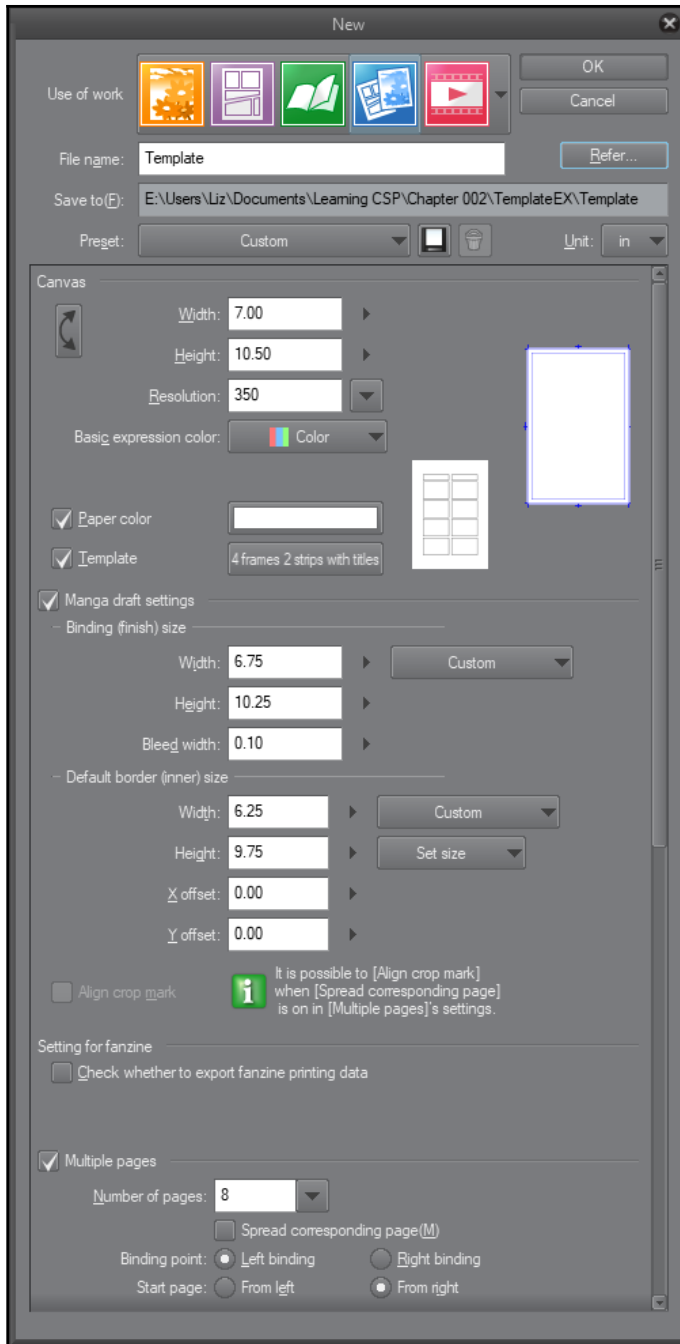 New
Use of work
OK
Cancel
File name: Template Refer...
Save to(F): E:\Users\Liz\Documents\Learning CSP\Chapter 002\TemplateEX\Template
Preset: Custom Unit: in
Canvas
Width: 7.00
Height: 10.50
Resolution: 350
Basic expression color: Color
Paper color
Template 4 frames 2 strips with titles
Manga draft settings
Binding (finish) size
Width: 6.75 Custom
Height: 10.25
Bleed width: 0.10
Default border (inner) size
Width: 6.25 Custom
Height: 9.75 Set size
X offset: 0.00
Y offset: 0.00
Align crop mark
It is possible to [Align crop mark]
when [Spread corresponding page]
is on in [Multiple pages]'s settings.
Setting for fanzine
Check whether to export fanzine printing data
Multiple pages
Number of pages: 8
Spread corresponding page(M)
Binding point: Left binding Right binding
Start page: From left From right